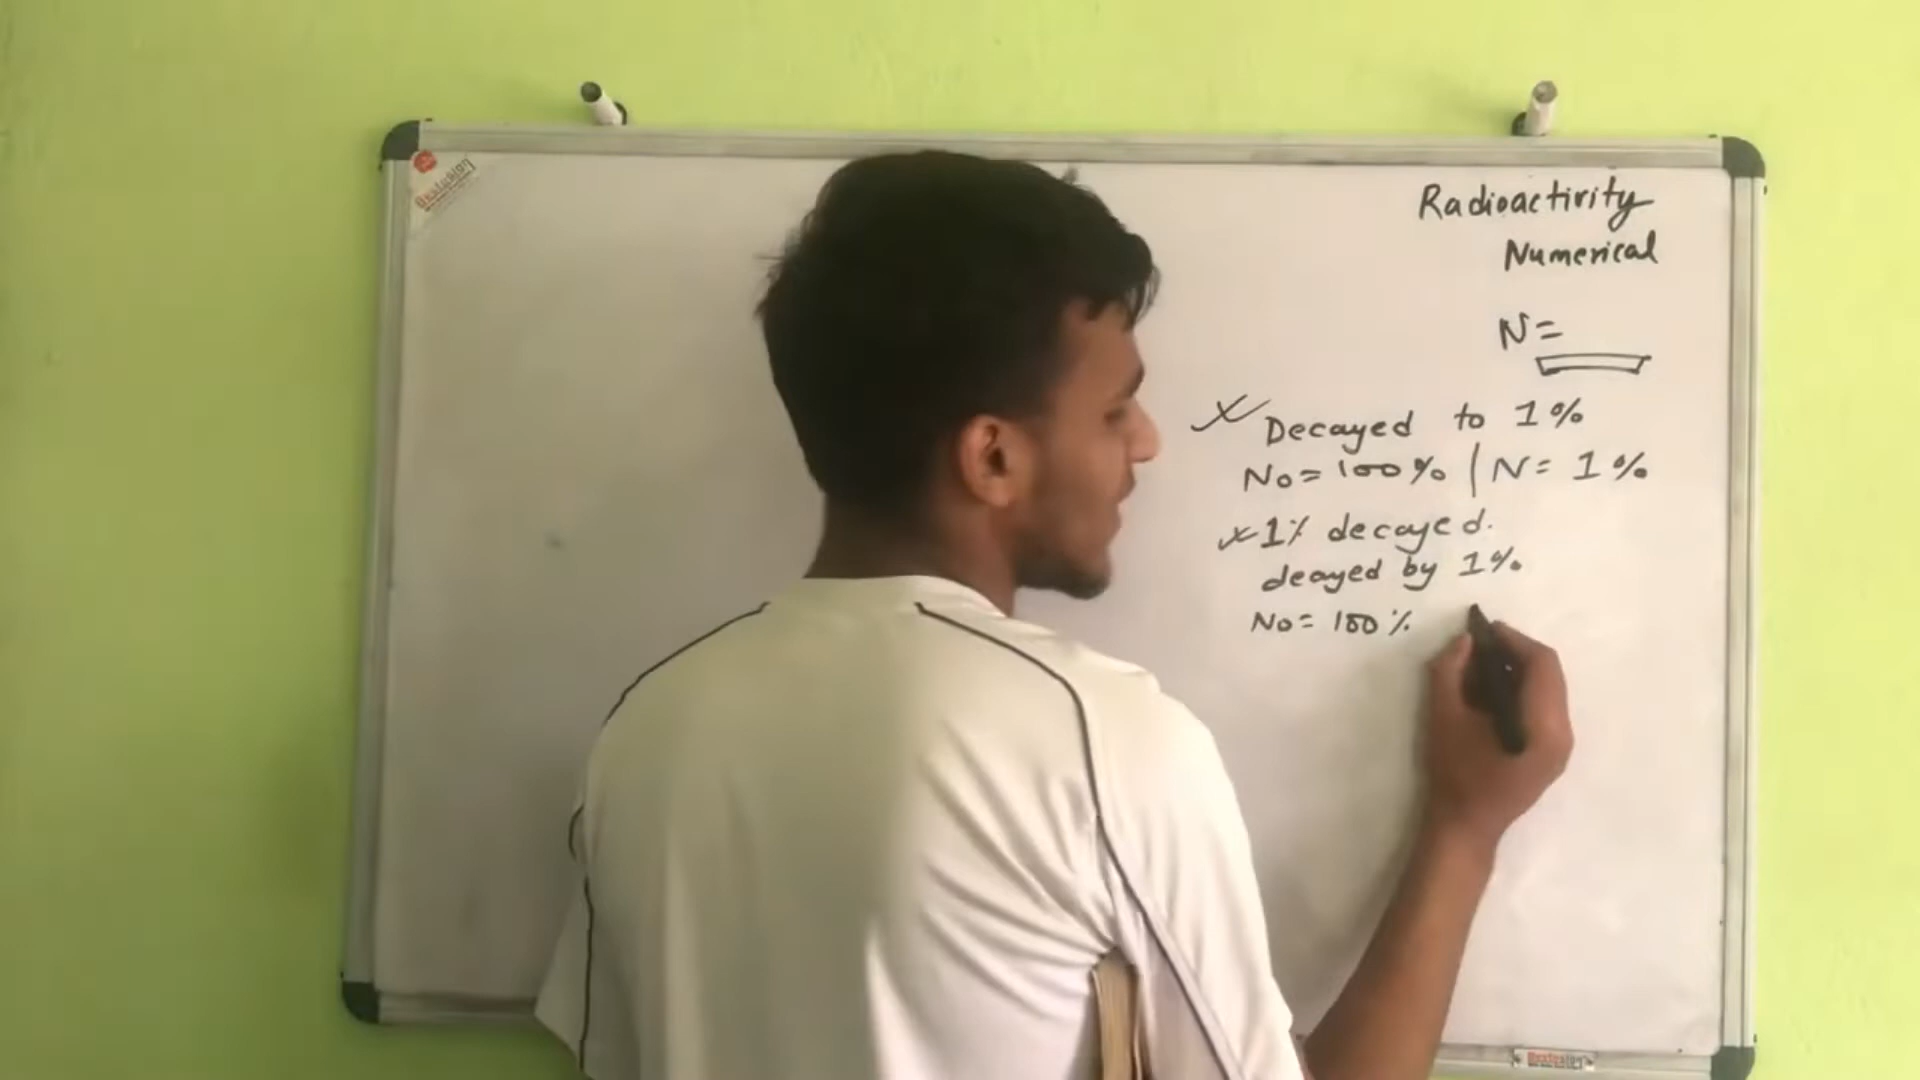 Radioactivity
Numerical
N=
Decayed to 1%
No=100% | N= 1%
1% decayed.
deayed by 1%
No= 100%